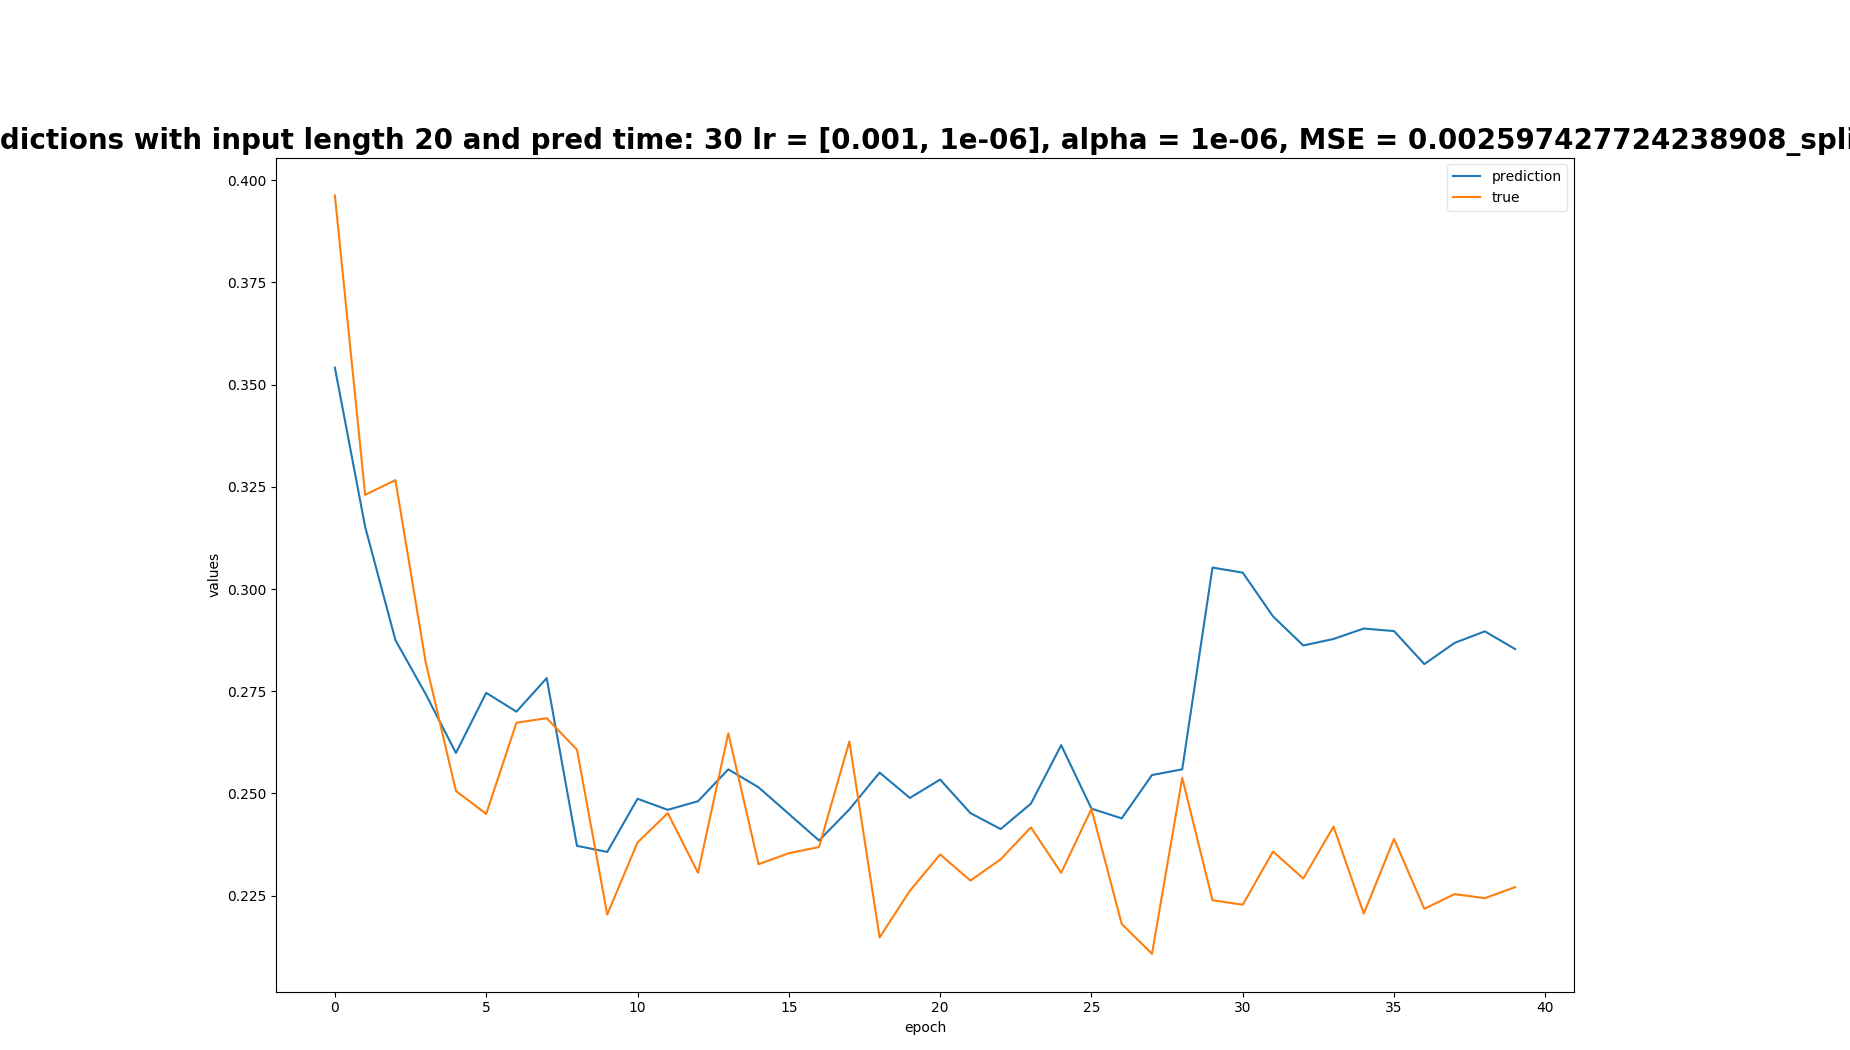 dictions with input length 20 and pred time: 30 lr = [0.001, 1e-06], alpha = 1e-06, MSE = 0.002597427724238908_spli
prediction
true
0.400
0.375
0.350
0.325
0.300
0.275
0.250
0.225
values
0 5 10 15 20 25 30 35 40
epoch